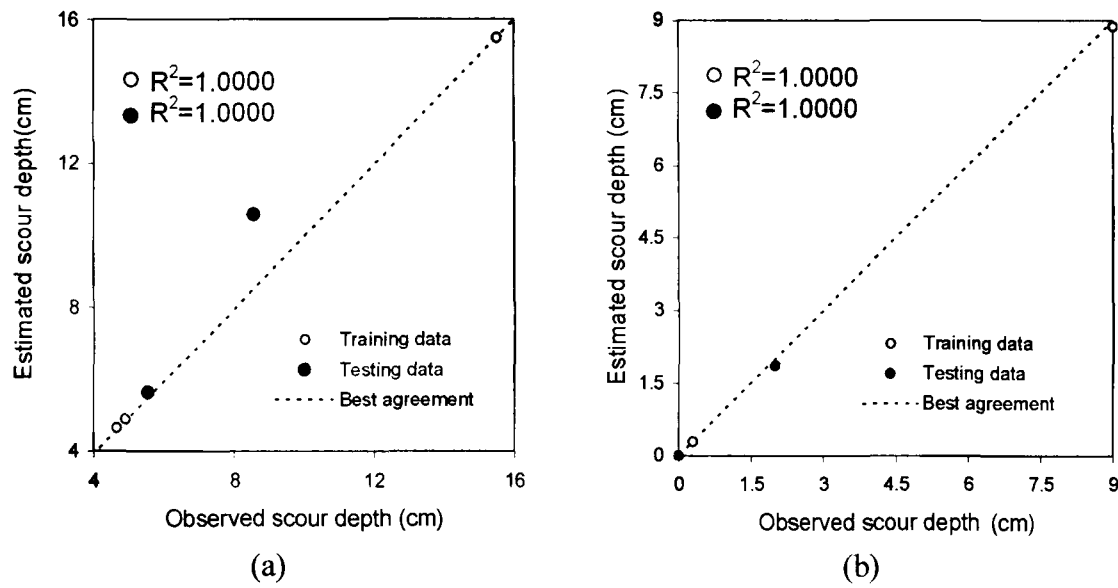 16
R²=1.0000
R²=1.0000
12
8
4
Estimated scour depth(cm)
Training data
Testing data
Best agreement
4 8 12 16
Observed scour depth (cm)
(a)
9
7.5
6
4.5
3
1.5
0
Estimated scour depth (cm)
R²=1.0000
R²=1.0000
Training data
Testing data
Best agreement
0 1.5 3 4.5 6 7.5 9
Observed scour depth (cm)
(b)